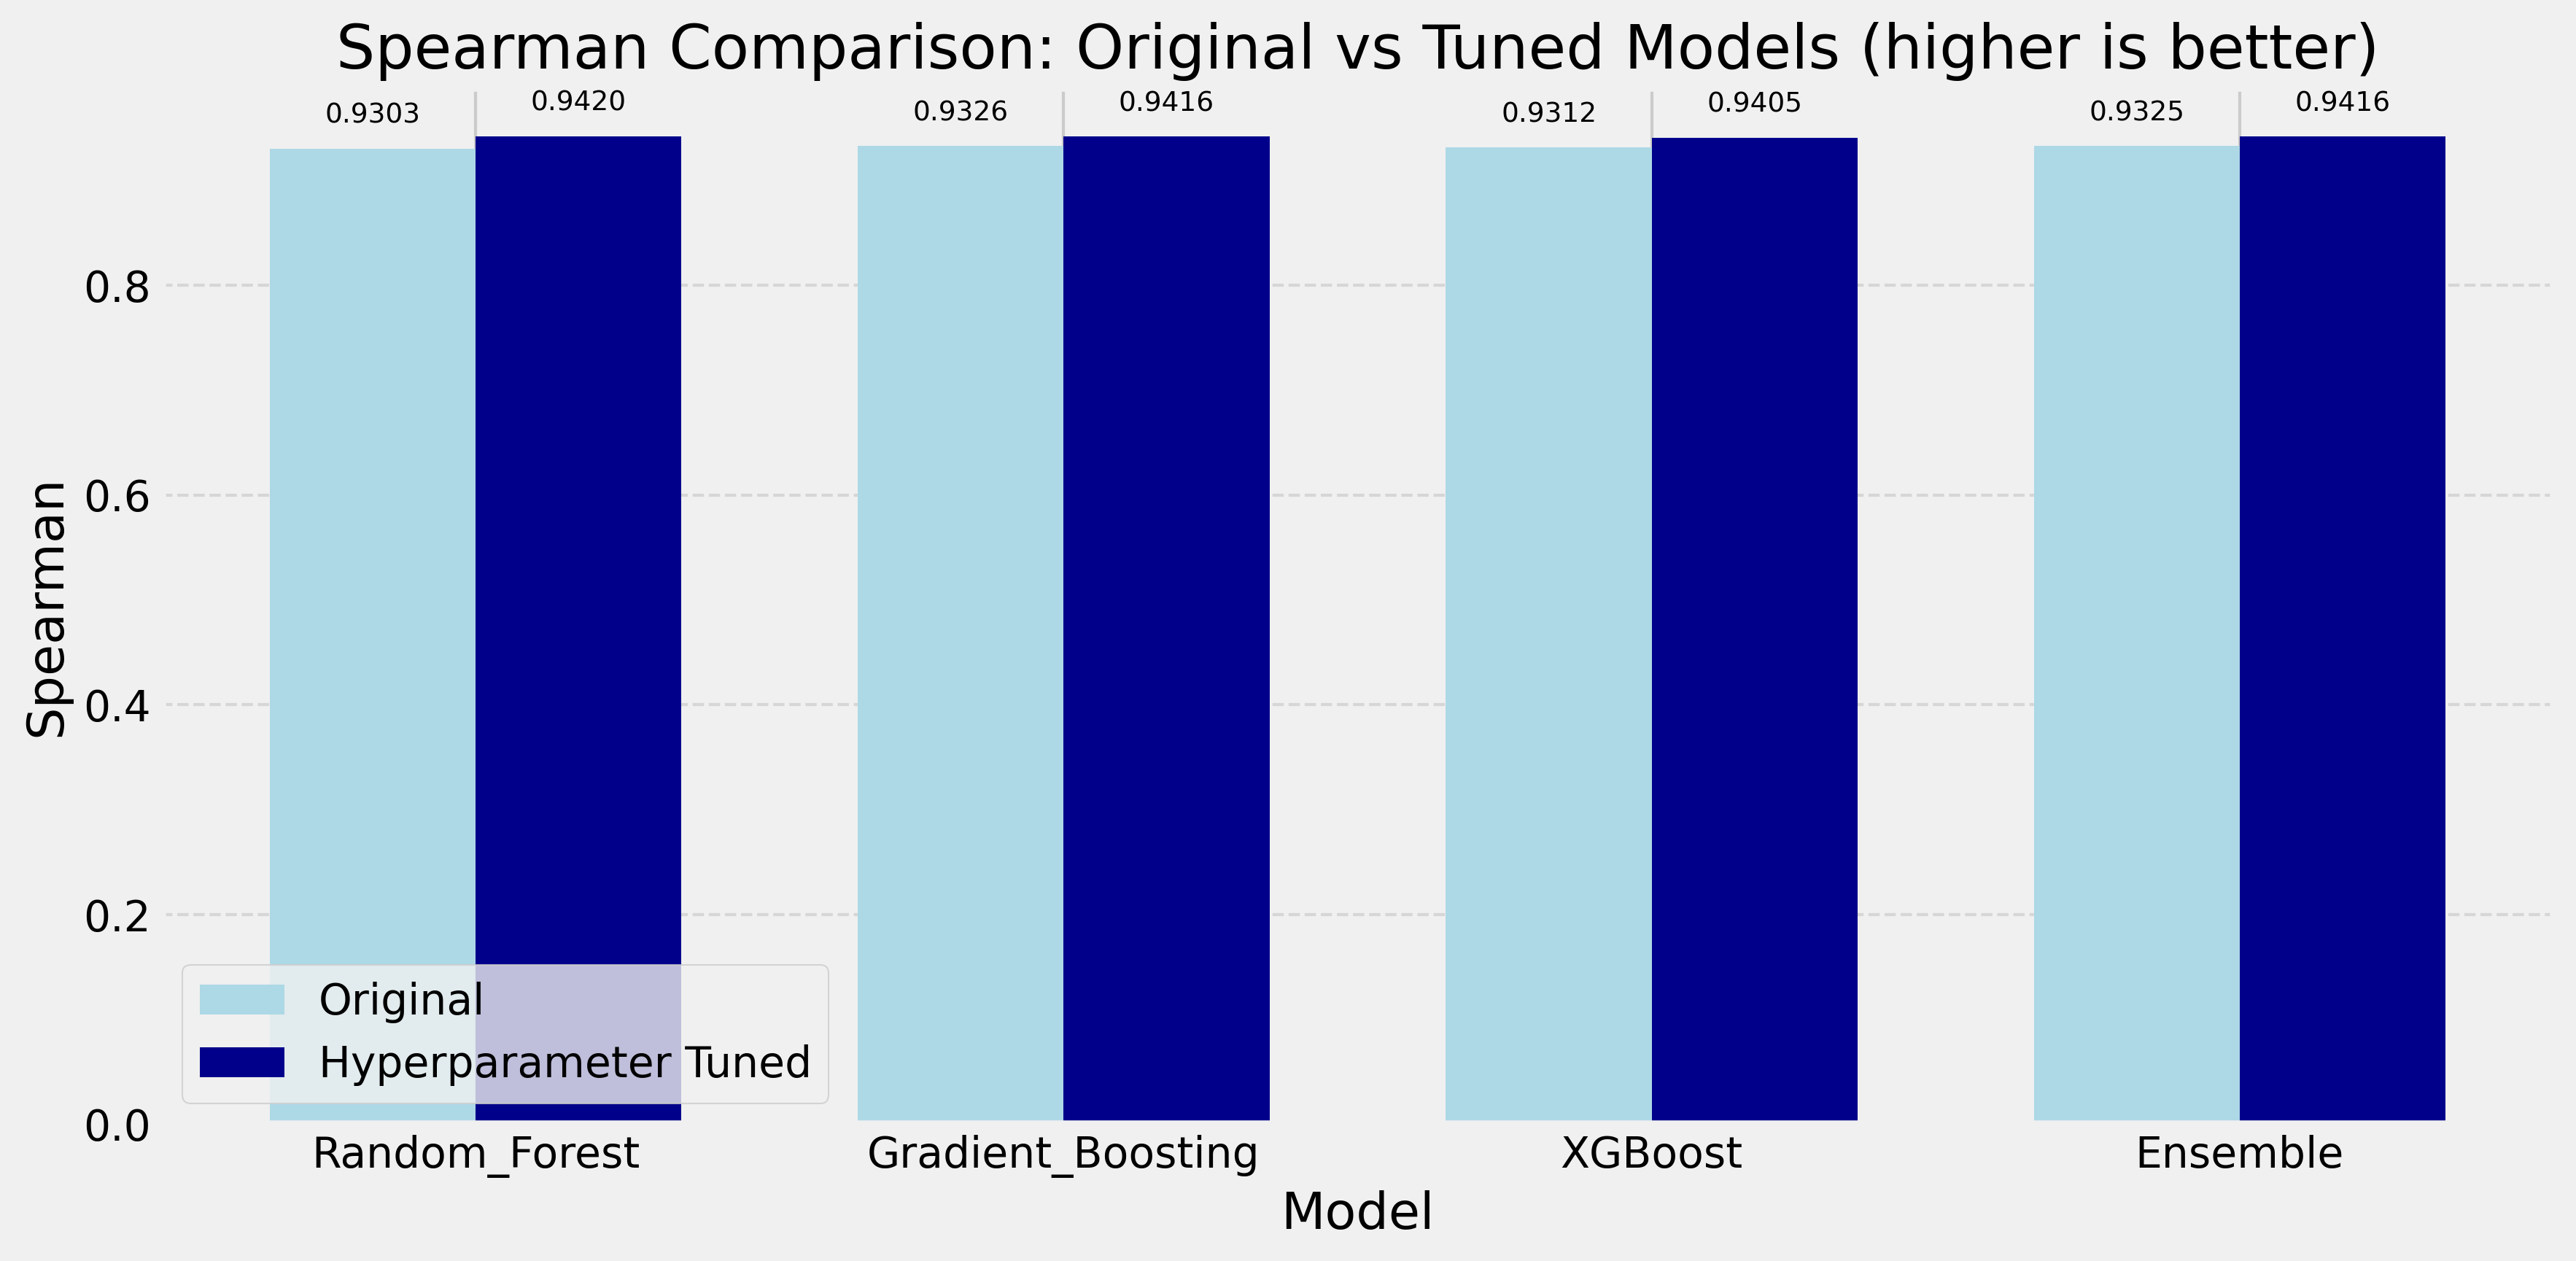 Spearman Comparison: Original vs Tuned Models (higher is better)
0.9303
0.9420
0.9326
0.9416
0.9312
0.9405
0.9325
0.9416
Spearman
0.8
0.6
0.4
0.2
0.0
Original
Hyperparameter Tuned
Random_Forest
Gradient_Boosting
XGBoost
Ensemble
Model